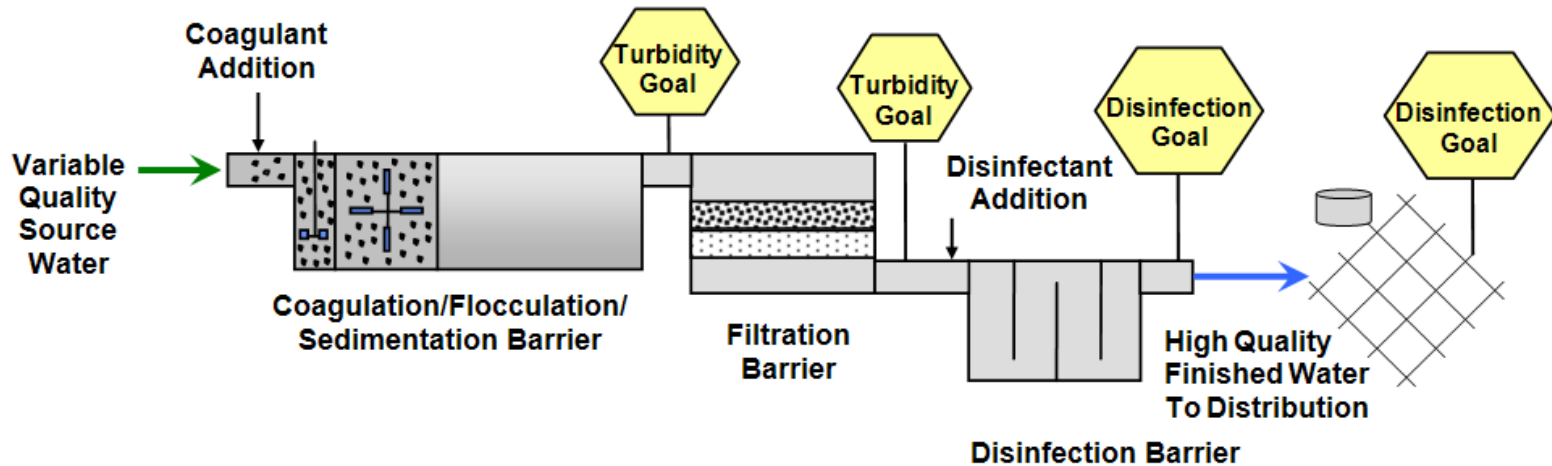 Coagulant
Addition
Turbidity
Goal
Turbidity
Goal
Disinfection
Goal
Disinfection
Goal
Variable
Quality
Source
Water
Disinfectant
Addition
Coagulation/Flocculation/
Sedimentation Barrier
Filtration
Barrier
High Quality
Finished Water
To Distribution
Disinfection Barrier